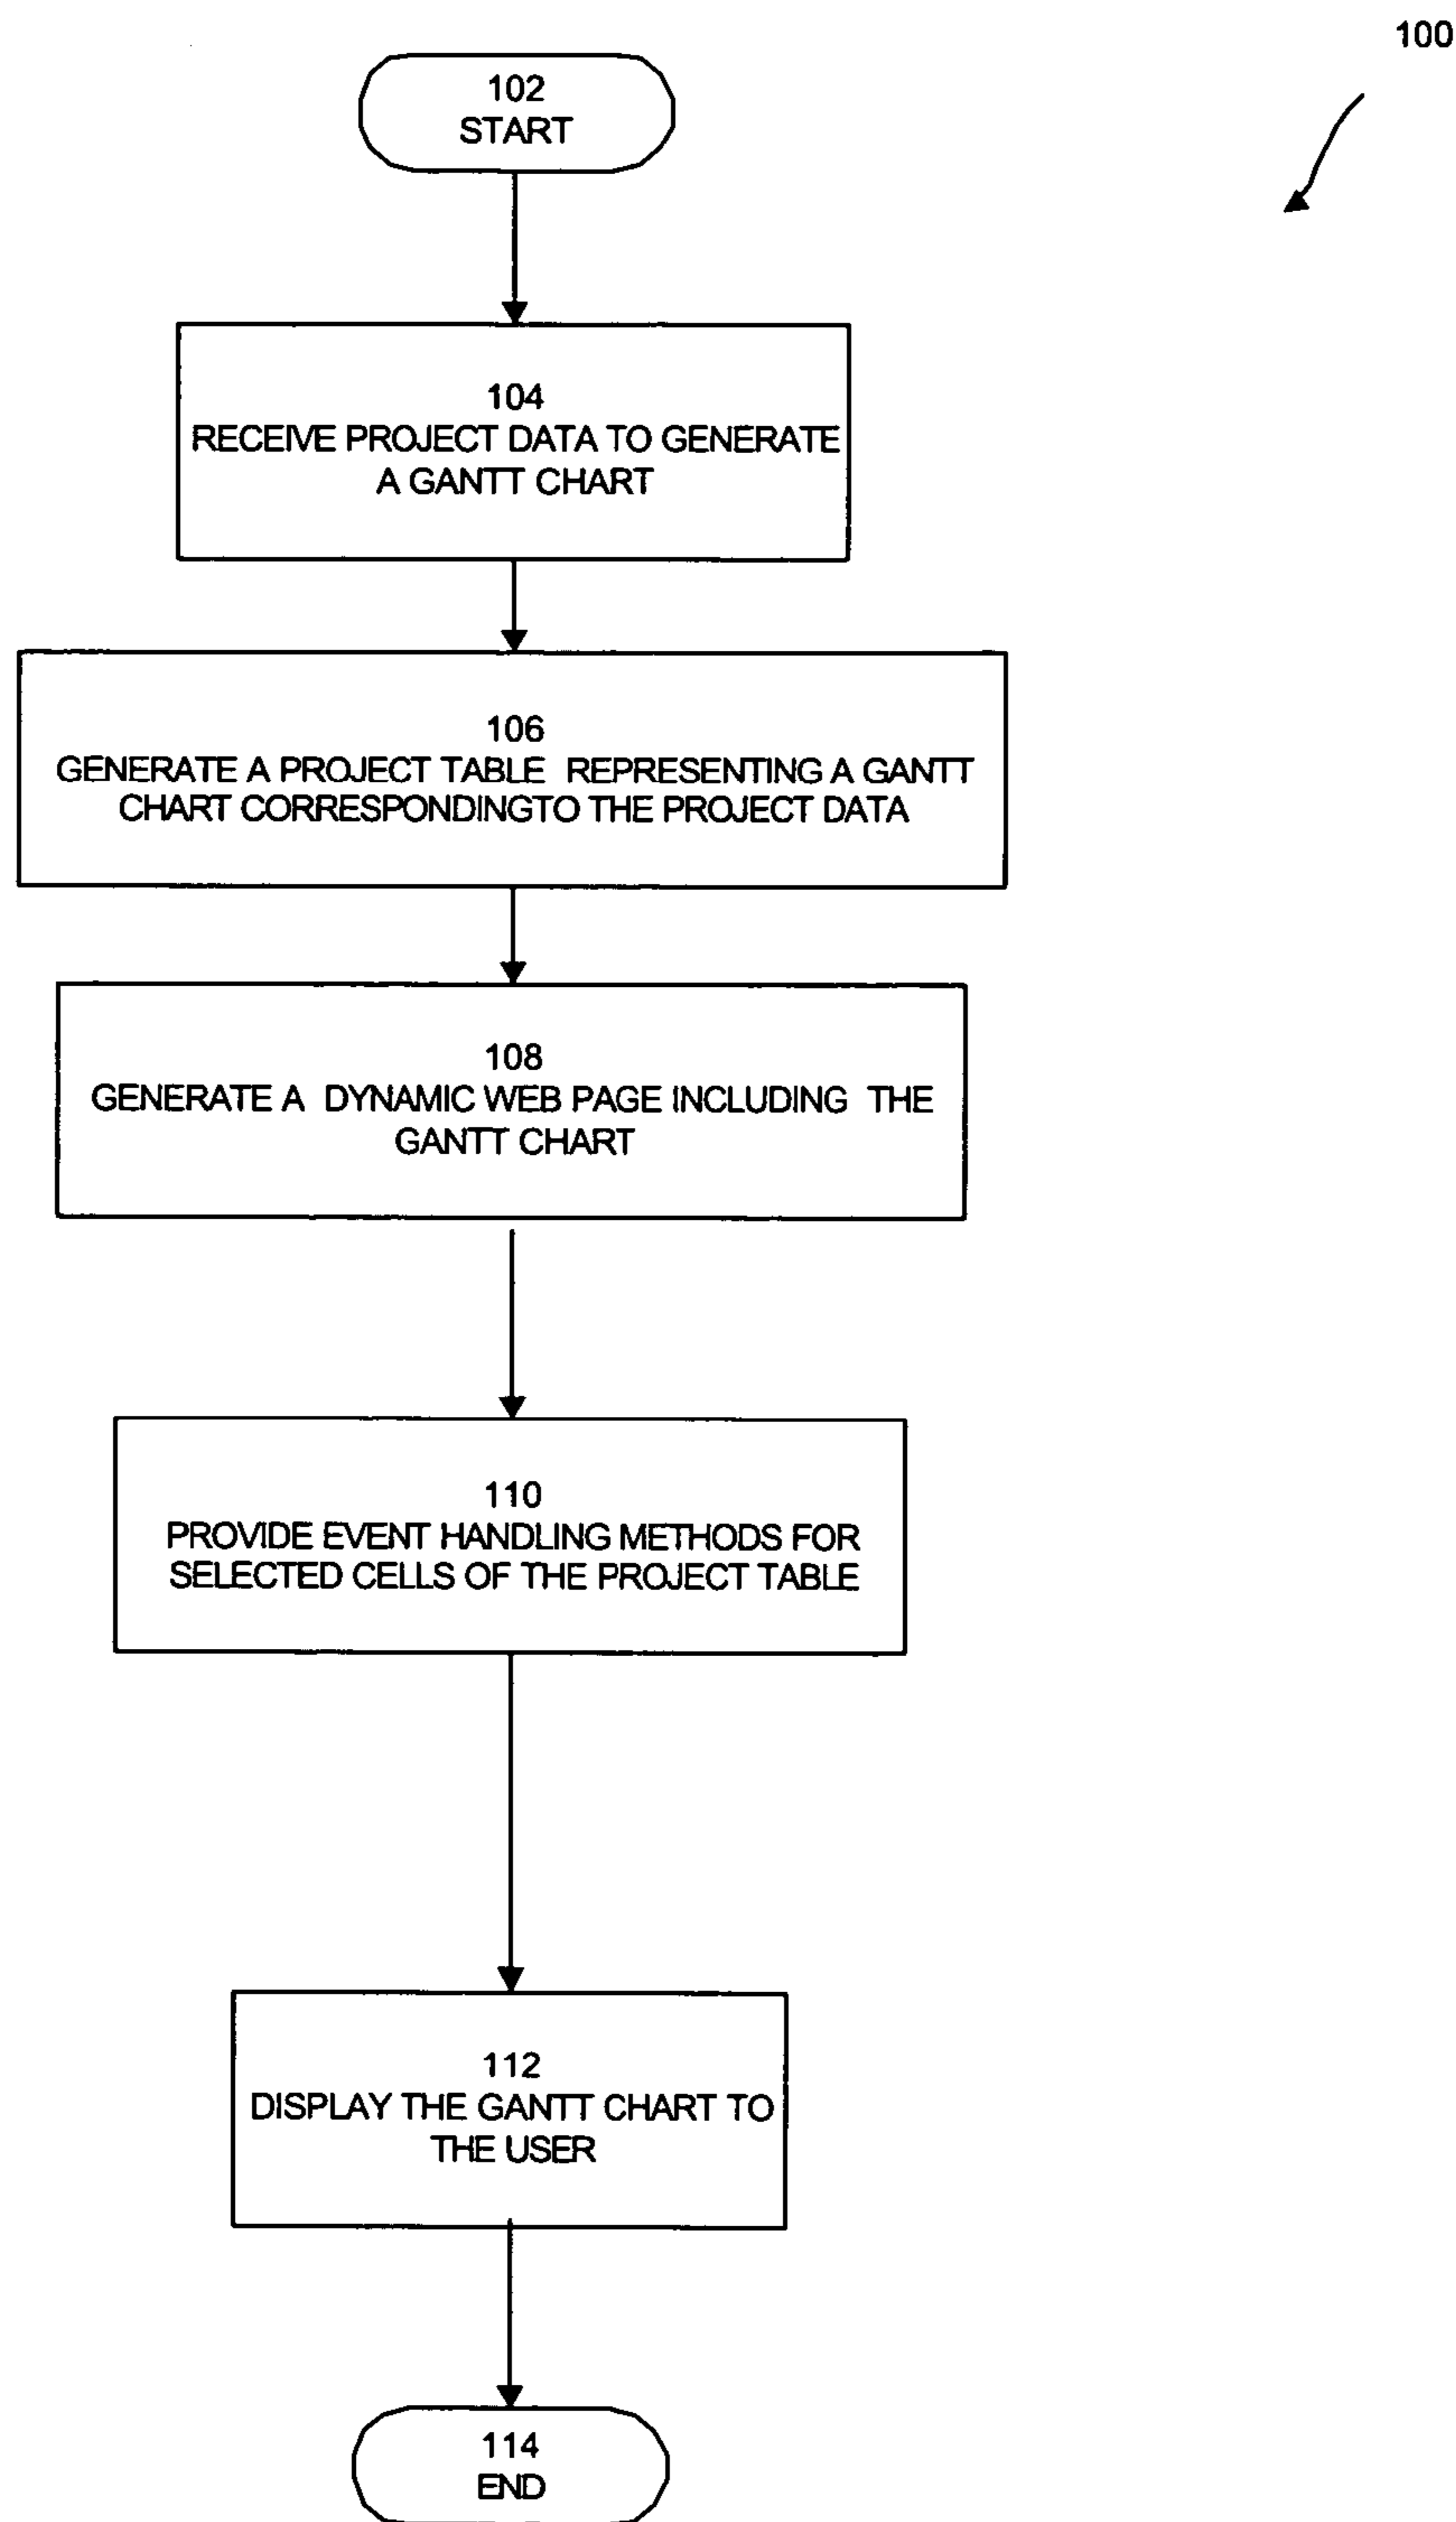 100
102
START
104
RECEIVE PROJECT DATA TO GENERATE
A GANTT CHART
106
GENERATE A PROJECT TABLE REPRESENTING A GANTT
CHART CORRESPONDINGTO THE PROJECT DATA
108
GENERATE A DYNAMIC WEB PAGE INCLUDING THE
GANTT CHART
110
PROVIDE EVENT HANDLING METHODS FOR
SELECTED CELLS OF THE PROJECT TABLE
112
DISPLAY THE GANTT CHART TO
THE USER
114
END